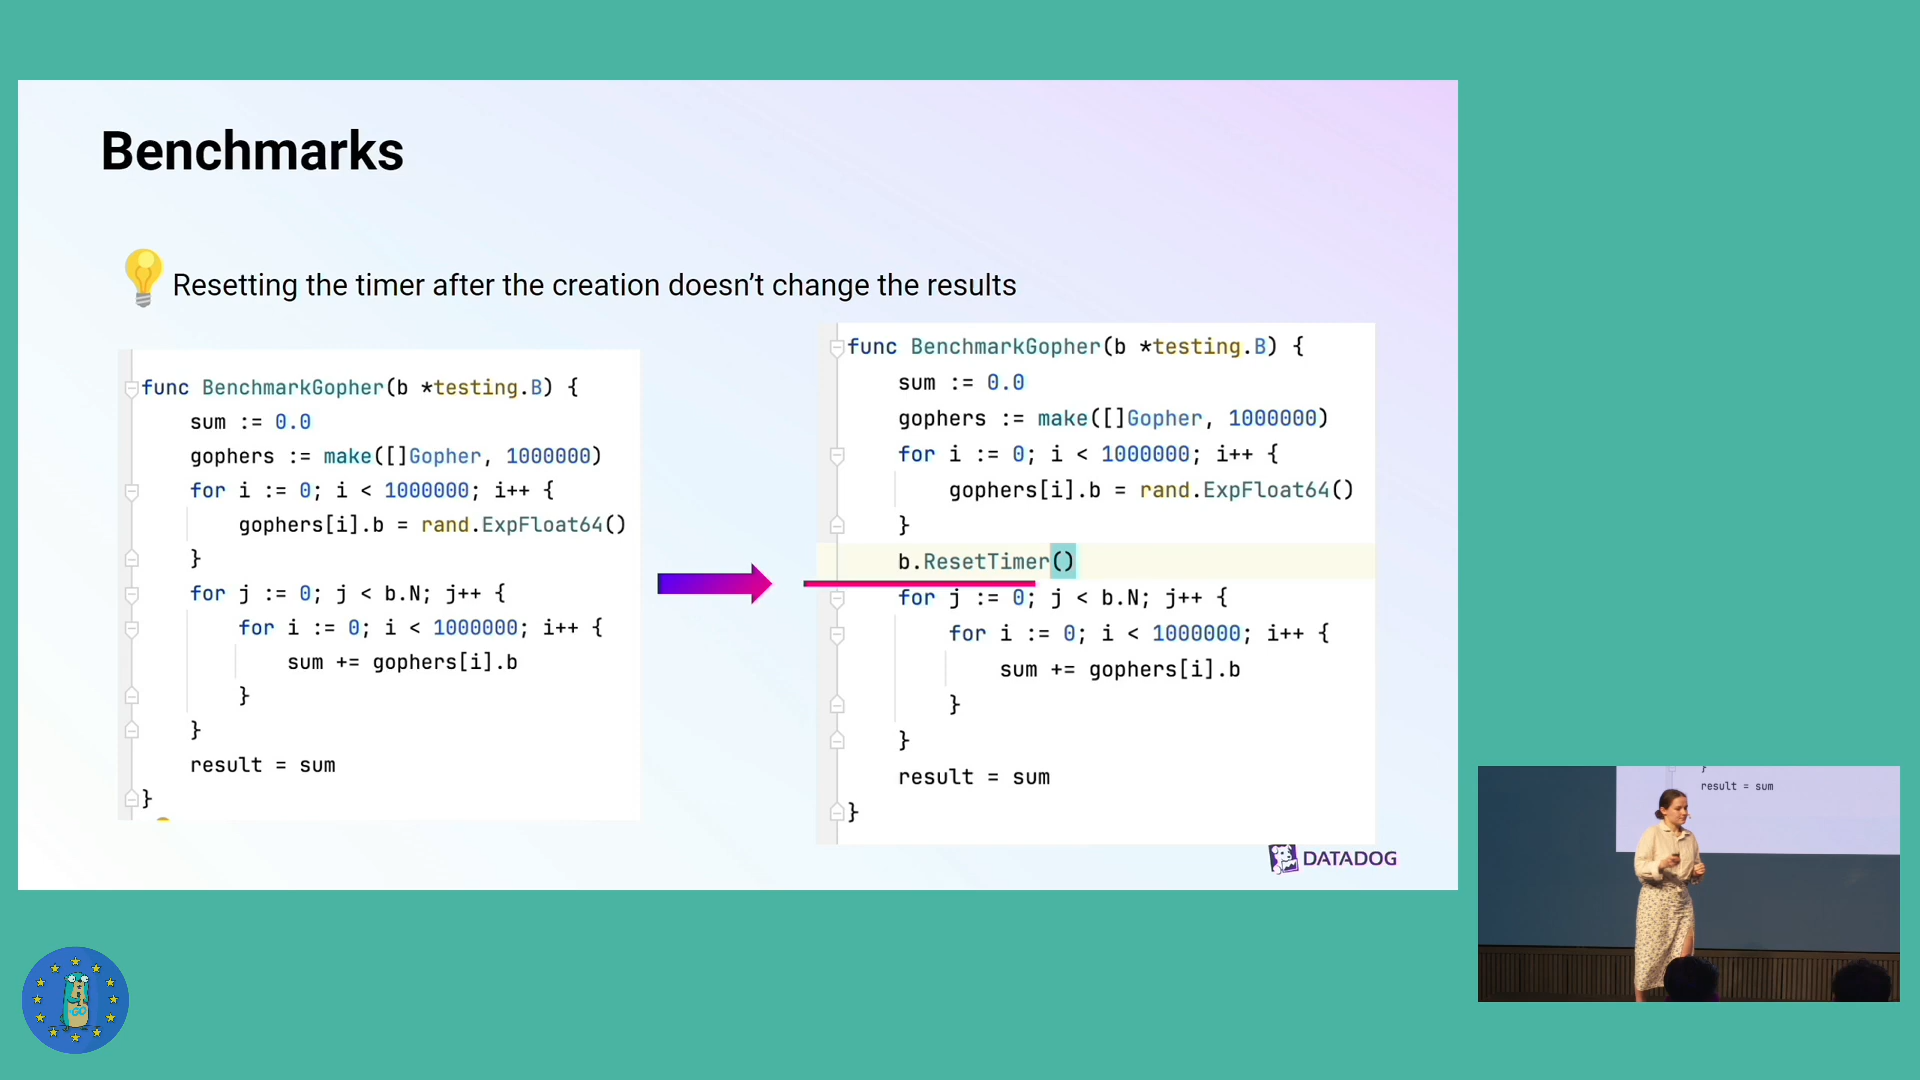 Benchmarks
Resetting the timer after the creation doesn’t change the results
func BenchmarkGopher(b *testing.B) {
sum := 0.0
gophers := make([]Gopher, 1000000)
for i := 0; i < 1000000; i++ {
gophers[i].b = rand.ExpFloat64()
}
for j := 0; j < b.N; j++ {
for i := 0; i < 1000000; i++ {
sum += gophers[i].b
}
}
result = sum
}
func BenchmarkGopher(b *testing.B) {
sum := 0.0
gophers := make([]Gopher, 1000000)
for i := 0; i < 1000000; i++ {
gophers[i].b = rand.ExpFloat64()
}
b.ResetTimer()
for j := 0; j < b.N; j++ {
for i := 0; i < 1000000; i++ {
sum += gophers[i].b
}
}
result = sum
}
DATADOG
}
result = sum
GO